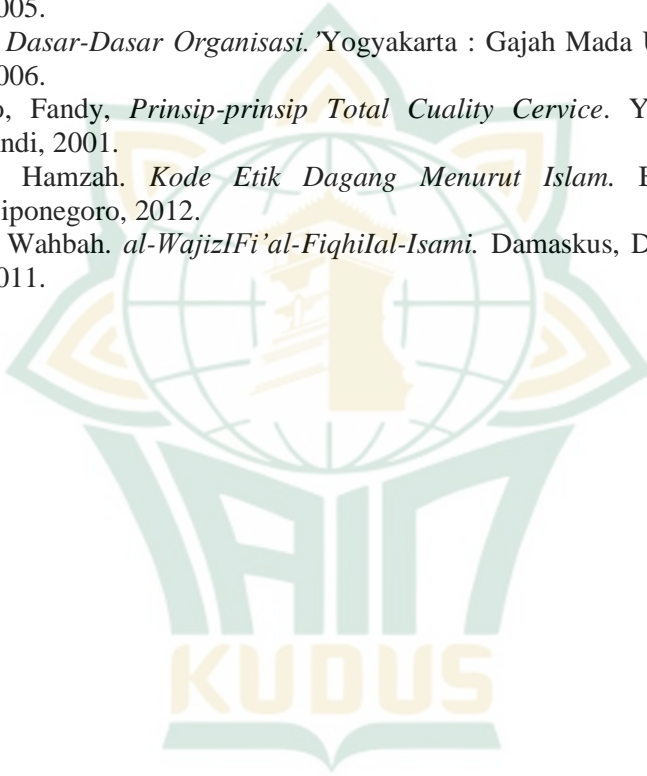 005.
Dasar-Dasar Organisasi.'Yogyakarta : Gajah Mada U
006.
o, Fandy, Prinsip-prinsip Total Cuality Cervice. Y
ndi, 2001.
Hamzah. Kode Etik Dagang Menurut Islam. B
iponegoro, 2012.
Wahbah. al-WajizIFi'al-FiqhiIal-Isami. Damaskus, D
011.
IAIN
KUDUS